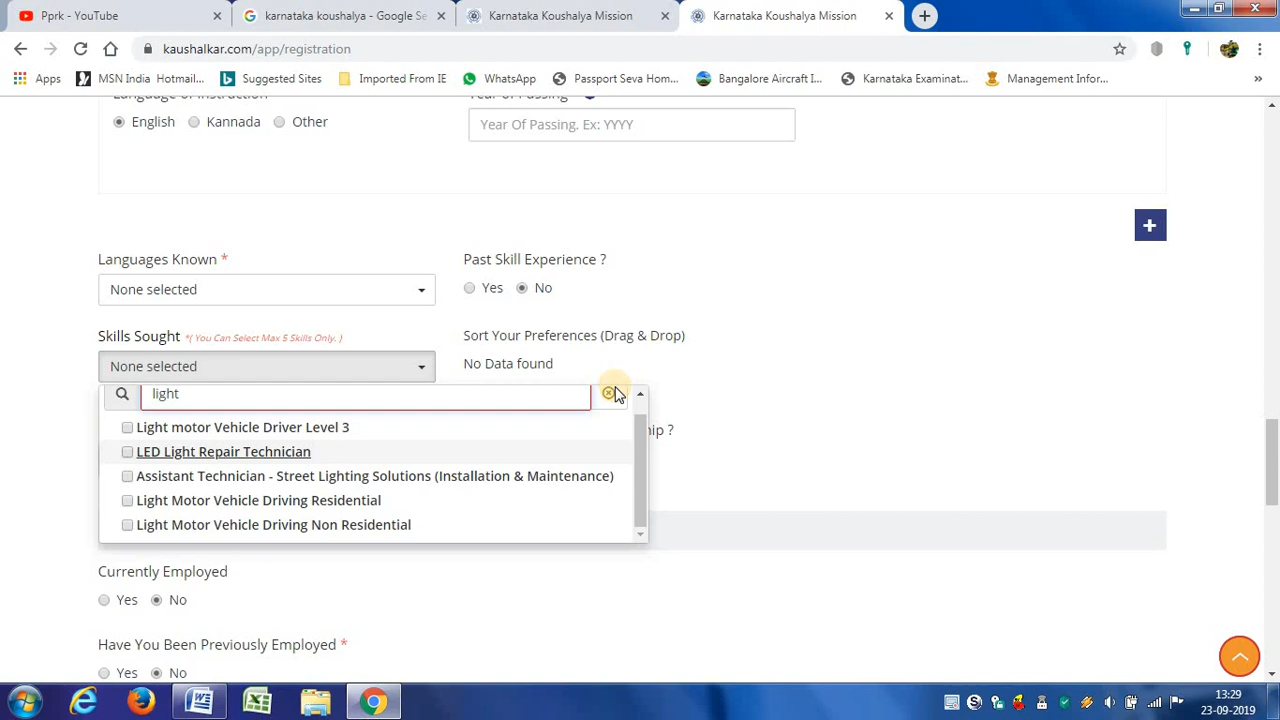 Pprk - YouTube
karnataka koushalya - Google Se
Karnataka Koushalya Mission
Karnataka Koushalya Mission
kaushalkar.com/app/registration
Apps
MSN India Hotmail...
Suggested Sites
Imported From IE
WhatsApp
Passport Seva Hom...
Bangalore Aircraft I...
Karnataka Examinat...
Management Infor...
»
Language of Instruction
Year of Passing
English
Kannada
Other
Year Of Passing. Ex: YYYY
Languages Known *
Past Skill Experience ?
None selected
Yes
No
Skills Sought *( You Can Select Max 5 Skills Only. )
Sort Your Preferences (Drag & Drop)
None selected
No Data found
light
Light motor Vehicle Driver Level 3
hip ?
LED Light Repair Technician
Assistant Technician - Street Lighting Solutions (Installation & Maintenance)
Light Motor Vehicle Driving Residential
Light Motor Vehicle Driving Non Residential
Currently Employed
Yes
No
Have You Been Previously Employed *
Yes
No
13:29
23-09-2019